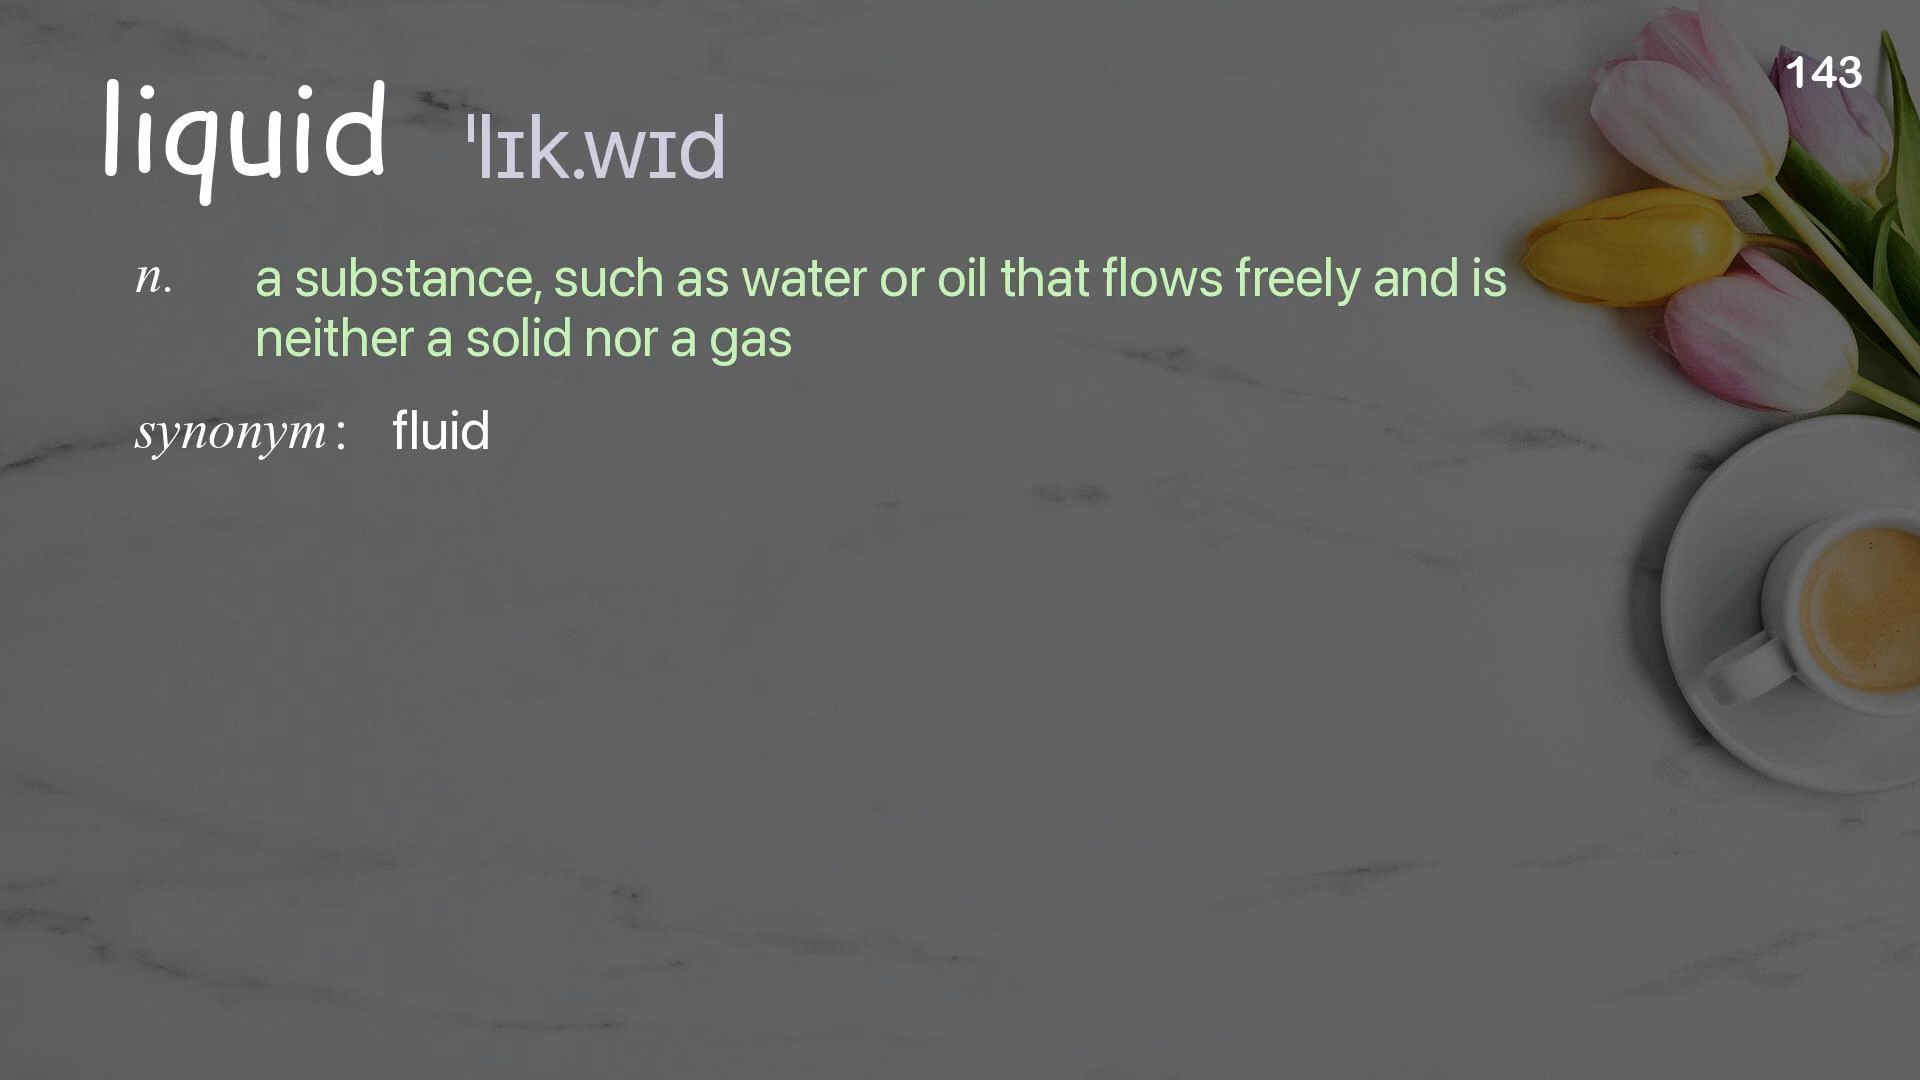 143
liquid ˈlɪk.wɪd
n. a substance, such as water or oil that flows freely and is
neither a solid nor a gas
synonym: fluid